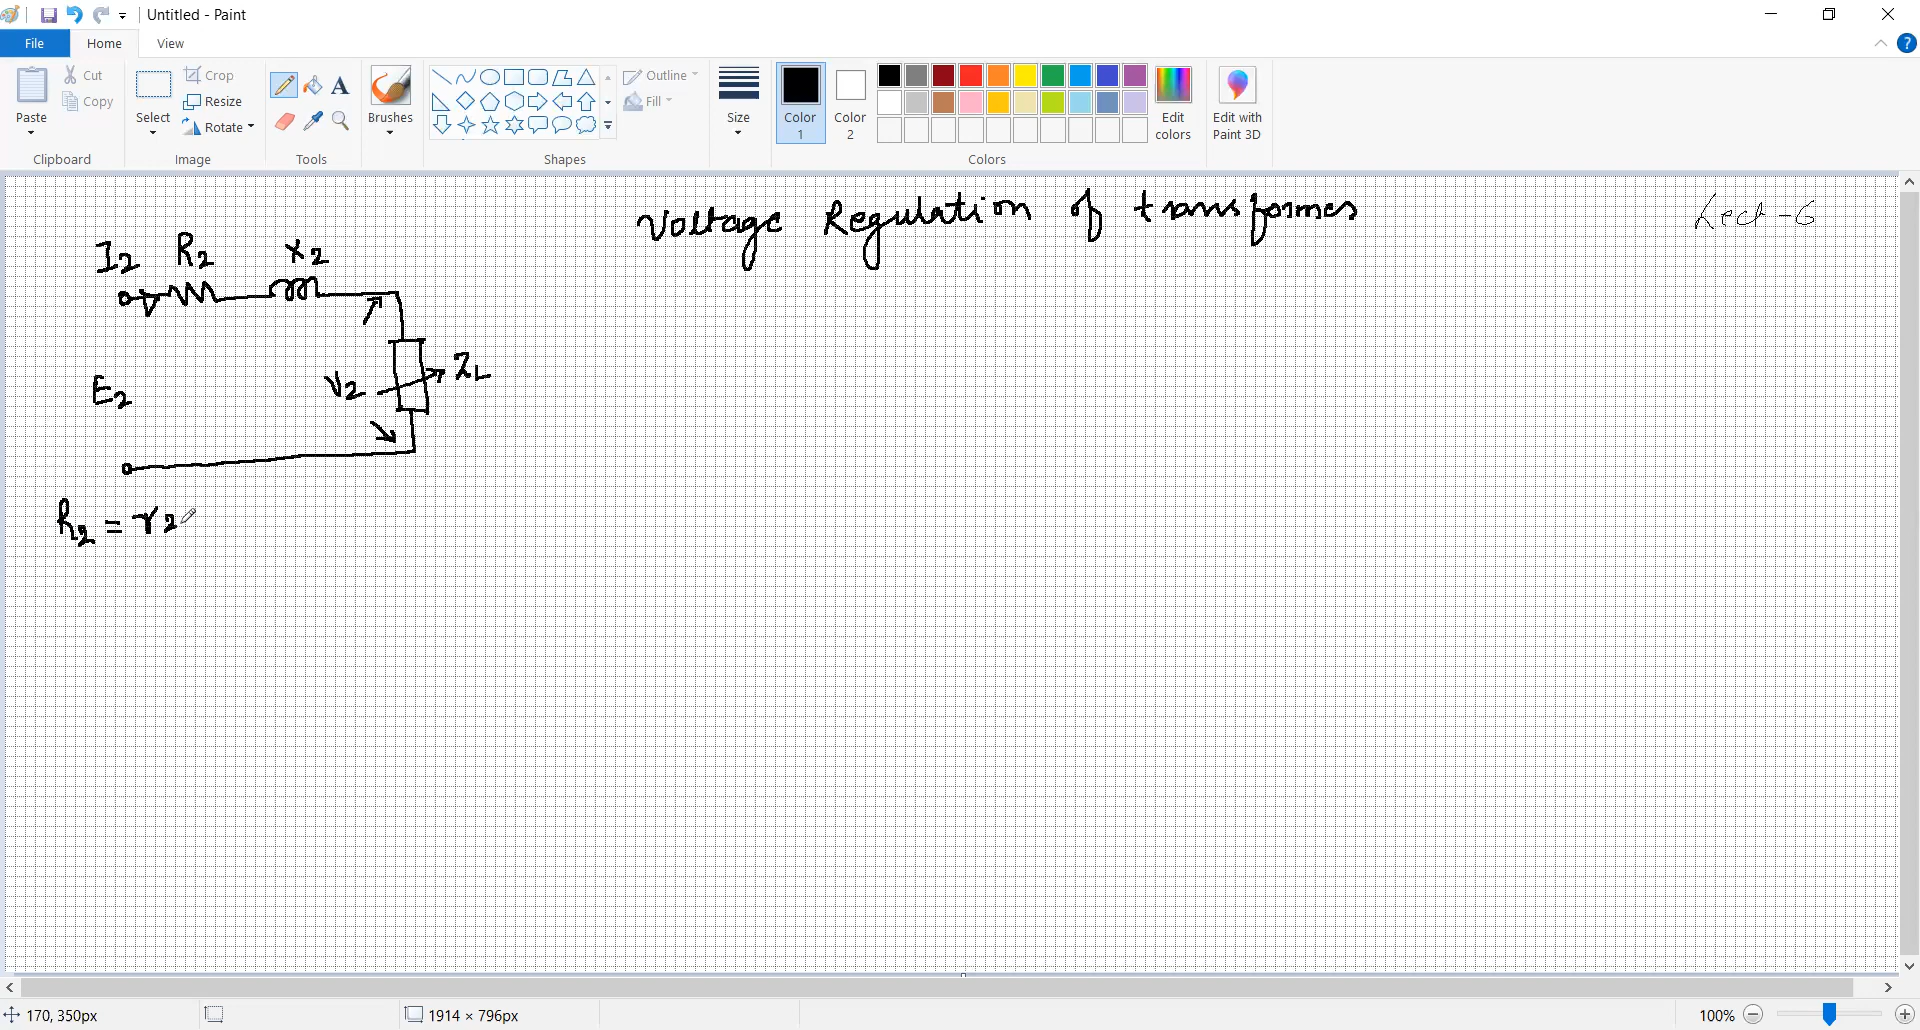 Untitled - Paint
File Home View
Paste
Cut
Copy
Clipboard
Select
Crop
Resize
Rotate
Image
Tools
Brushes
Outline
Fill
Shapes
Size
Color 1
Color 2
Edit colors
Colors
Edit with Paint 3D
Voltage Regulation of transformer
Lect-6
I2 R2 X2
E2 V2 ZL
R2 = r2
170, 350px 1914 × 796px 100%